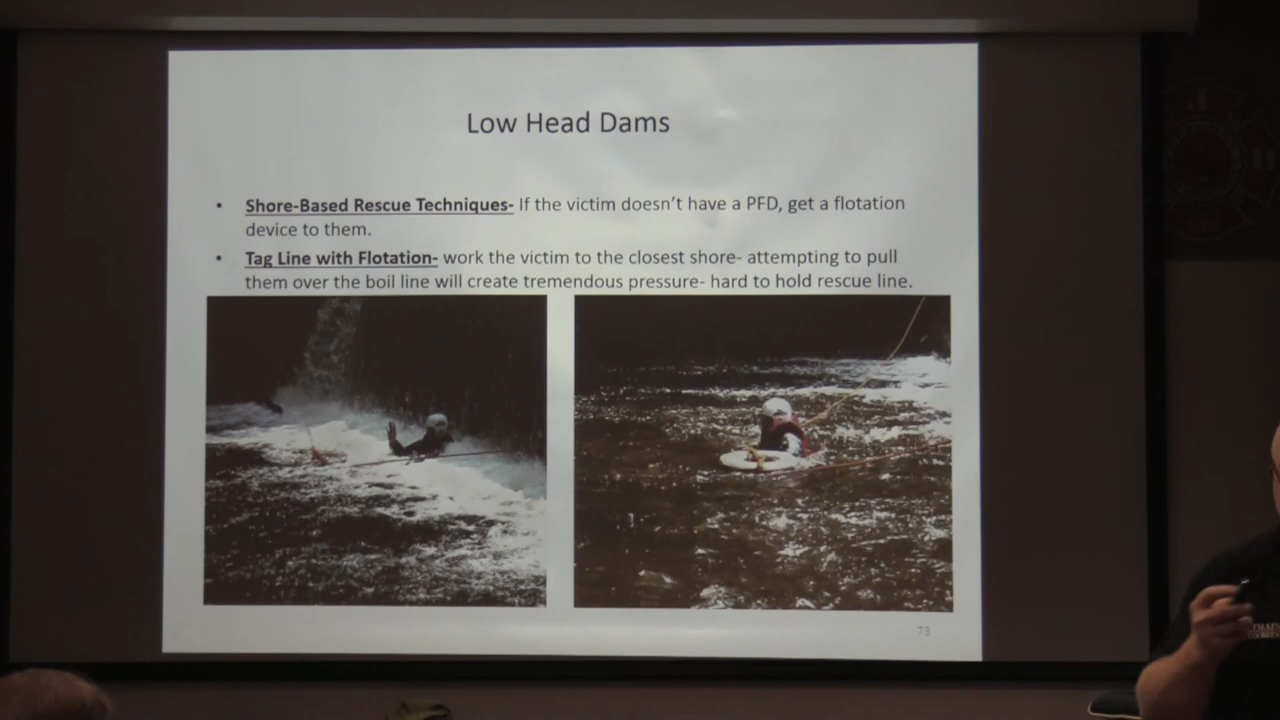 Low Head Dams
• Shore-Based Rescue Techniques- If the victim doesn't have a PFD, get a flotation
device to them.
• Tag Line with Flotation- work the victim to the closest shore- attempting to pull
them over the boil line will create tremendous pressure- hard to hold rescue line.
73